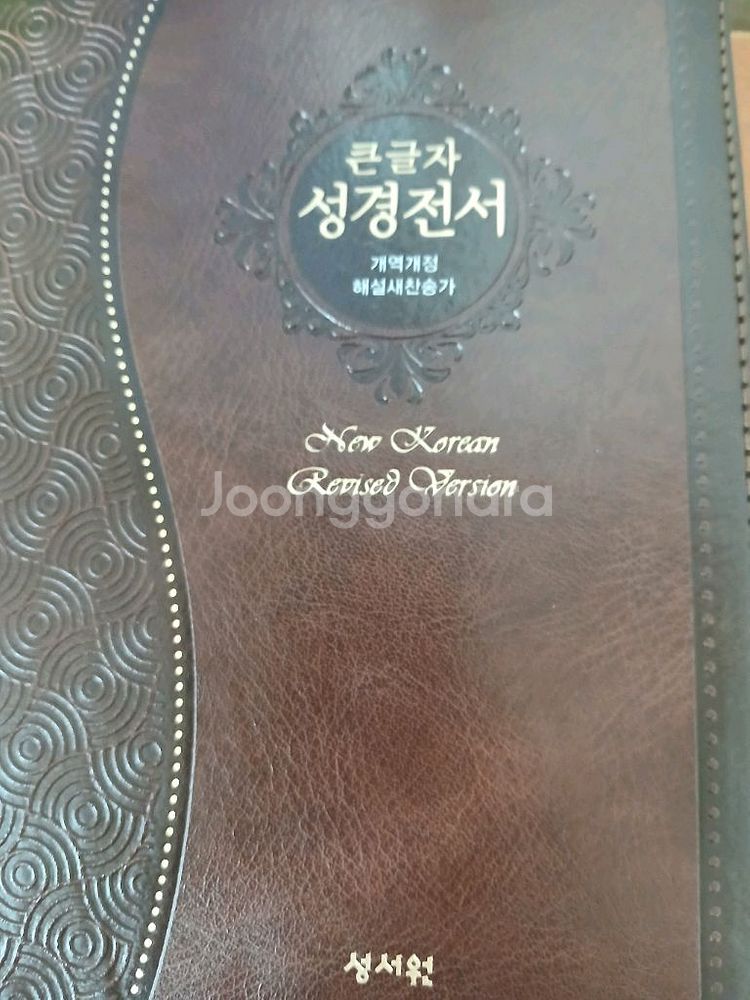 큰글자
성경전서
개역개정
해설새찬송가
New Korean
Revised Version
Joonggonara
성서원